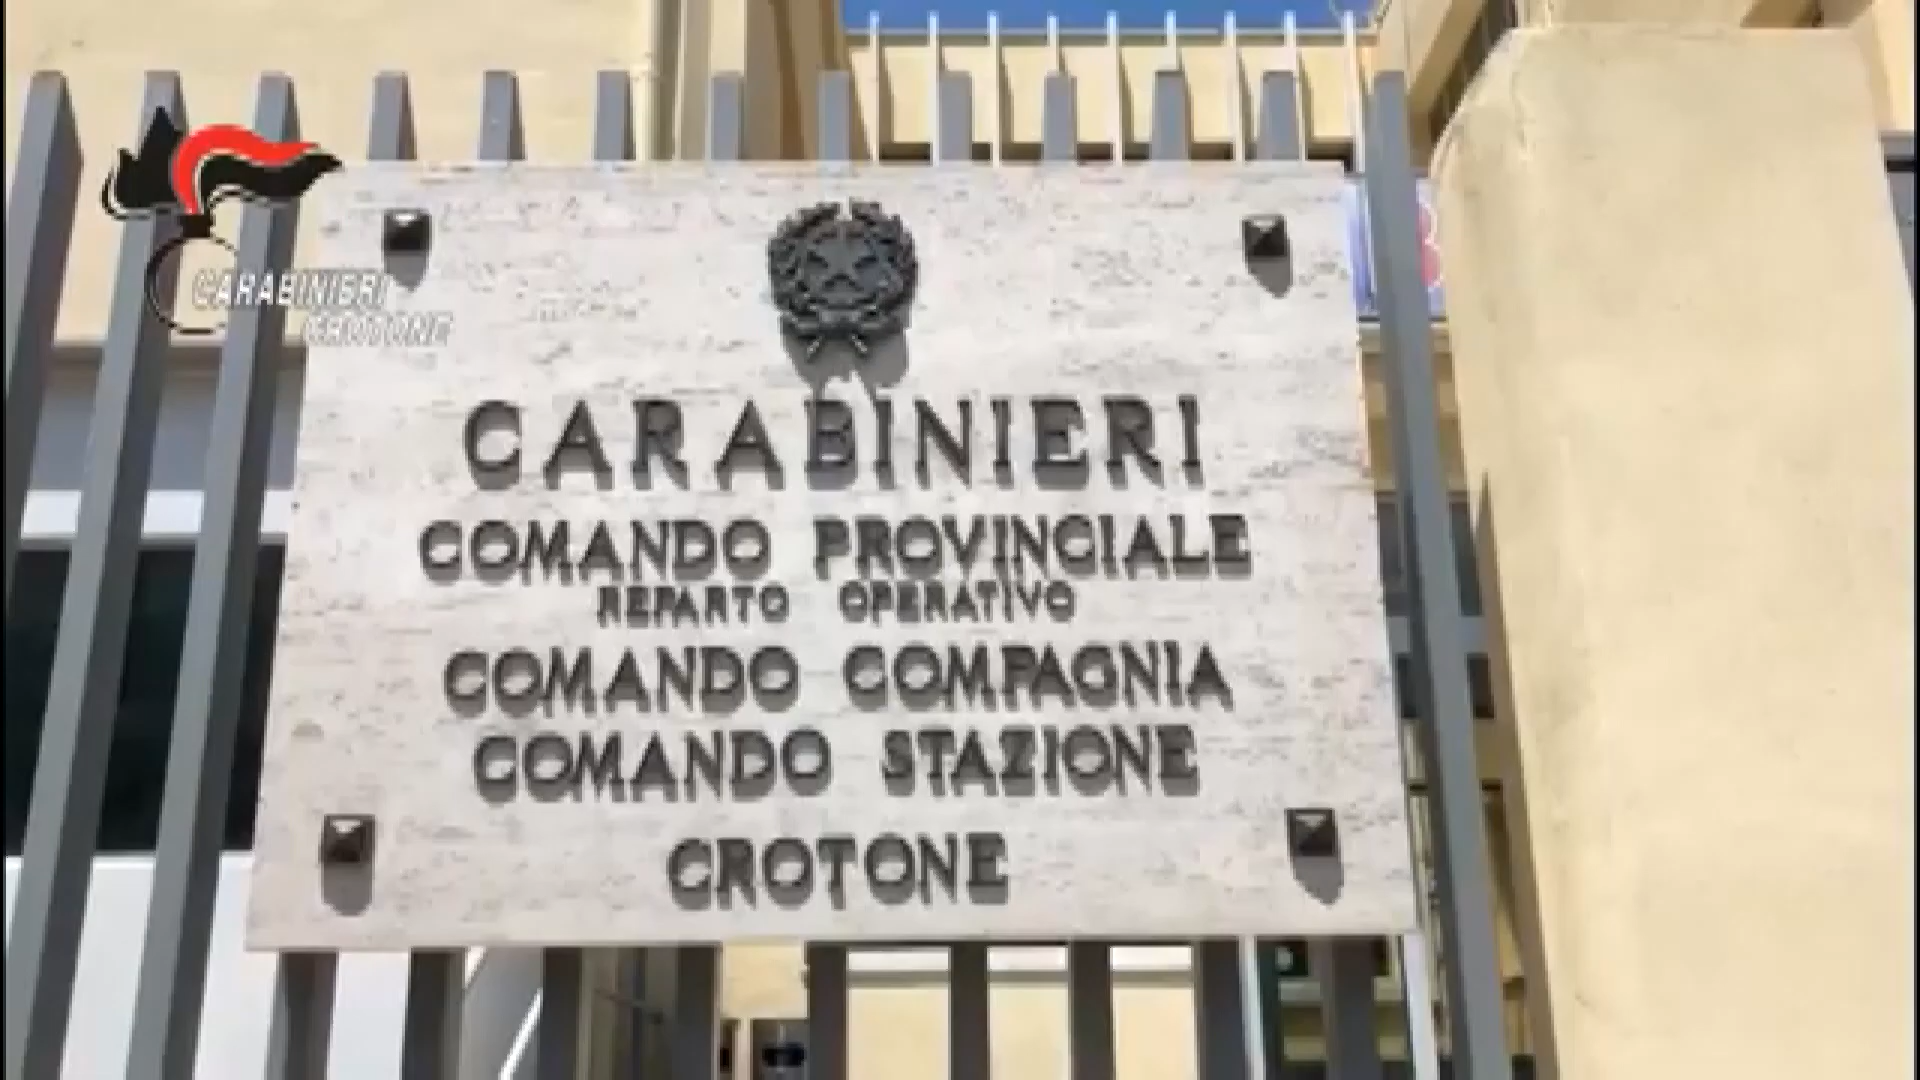 CARABINIERI
CROTONE
CARABINIERI
COMANDO PROVINCIALE
REPARTO OPERATIVO
COMANDO COMPAGNIA
COMANDO STAZIONE
CROTONE